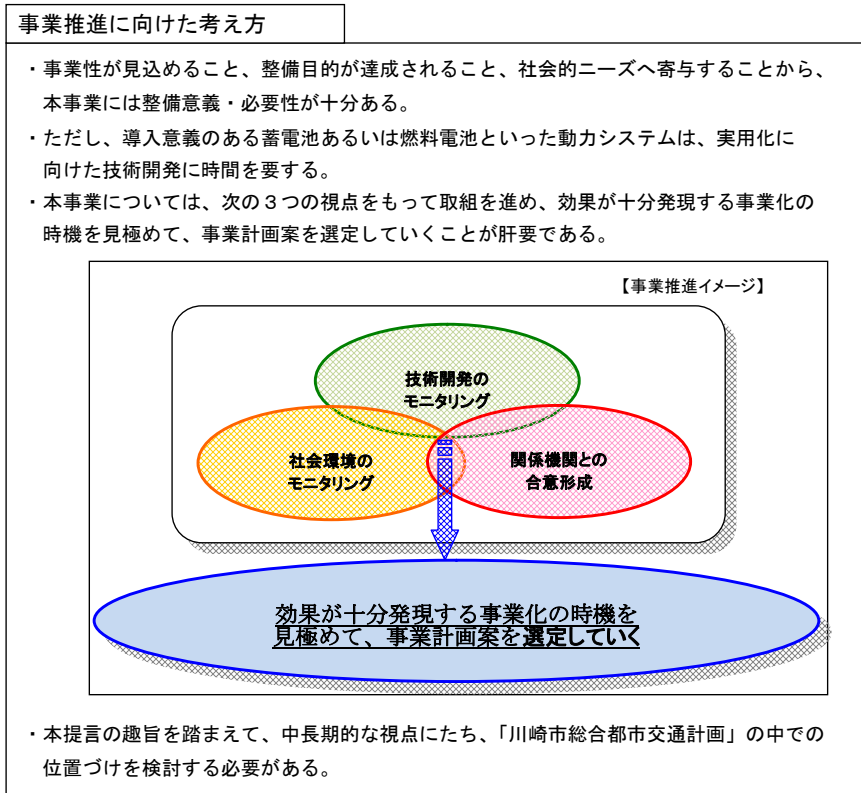 事業推進に向けた考え方
・事業性が見込めること、整備目的が達成されること、社会的ニーズへ寄与することから、
本事業には整備意義・必要性が十分ある。
・ただし、導入意義のある蓄電池あるいは燃料電池といった動力システムは、実用化に
向けた技術開発に時間を要する。
・本事業については、次の３つの視点をもって取組を進め、効果が十分発現する事業化の
時機を見極めて、事業計画案を選定していくことが肝要である。
【事業推進イメージ】
技術開発の
モニタリング
社会環境の
モニタリング
関係機関との
合意形成
効果が十分発現する事業化の時機を
見極めて、事業計画案を選定していく
・本提言の趣旨を踏まえて、中長期的な視点にたち、「川崎市総合都市交通計画」の中での
位置づけを検討する必要がある。